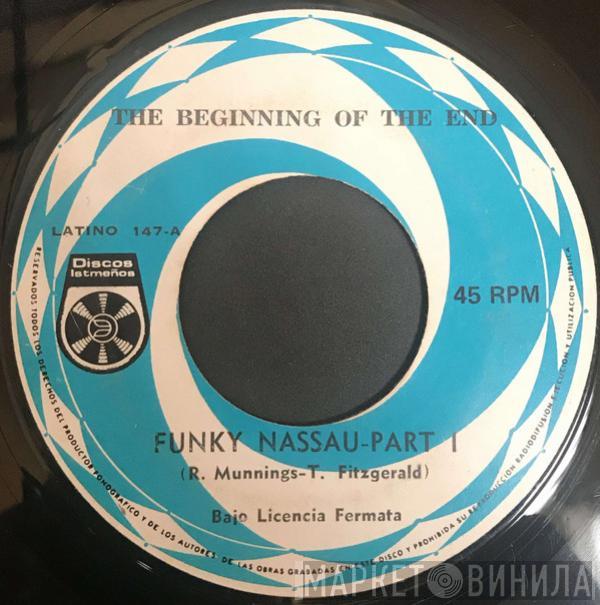 THE BEGINNING OF THE END
LATINO 147-A
Discos
Istmeños
45 RPM
FUNKY NASSAU-PART I
(R. Munnings-T. Fitzgerald)
Bajo Licencia Fermata
RESERVADOS TODOS LOS DERECHOS DEL PRODUCTOR FONOGRAFICO Y DE LOS AUTORES DE LAS OBRAS GRABADAS EN ESTE DISCO Y PROHIBIDA SU REPRODUCCION RADIODIFUSION EJECUCION Y UTILIZACION PUBLICA
МАРКЕТ ВИНИЛА